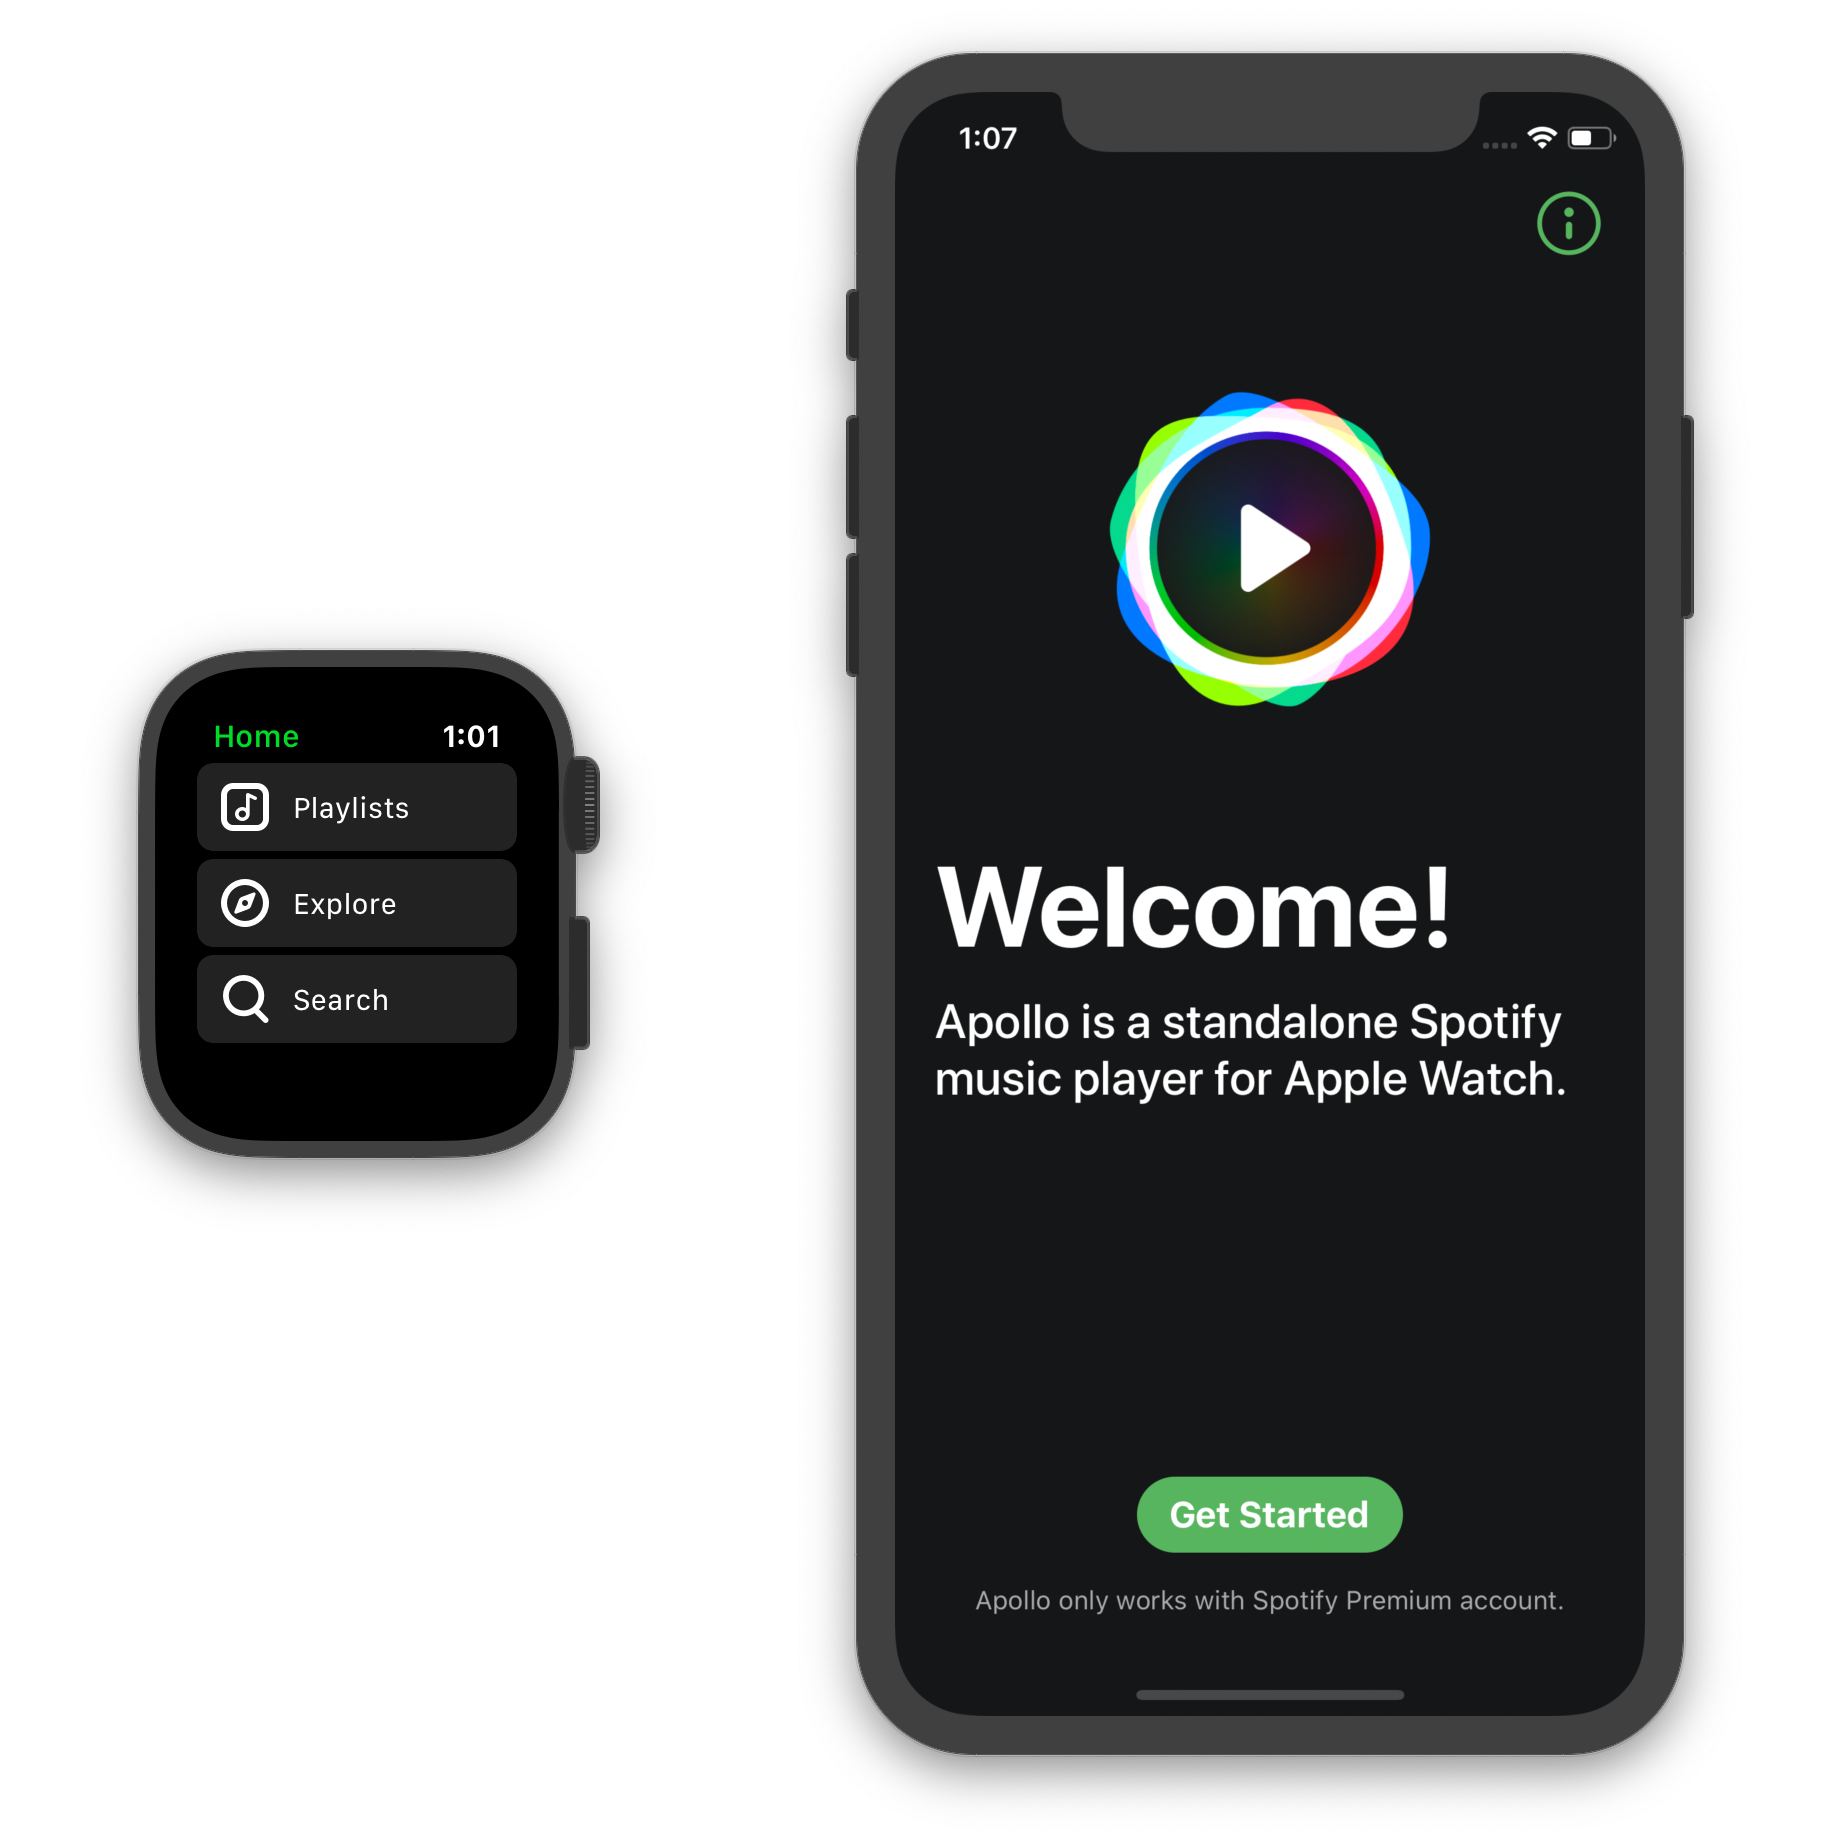 Home 1:01
Playlists
Explore
Search
1:07
Welcome!
Apollo is a standalone Spotify
music player for Apple Watch.
Get Started
Apollo only works with Spotify Premium account.